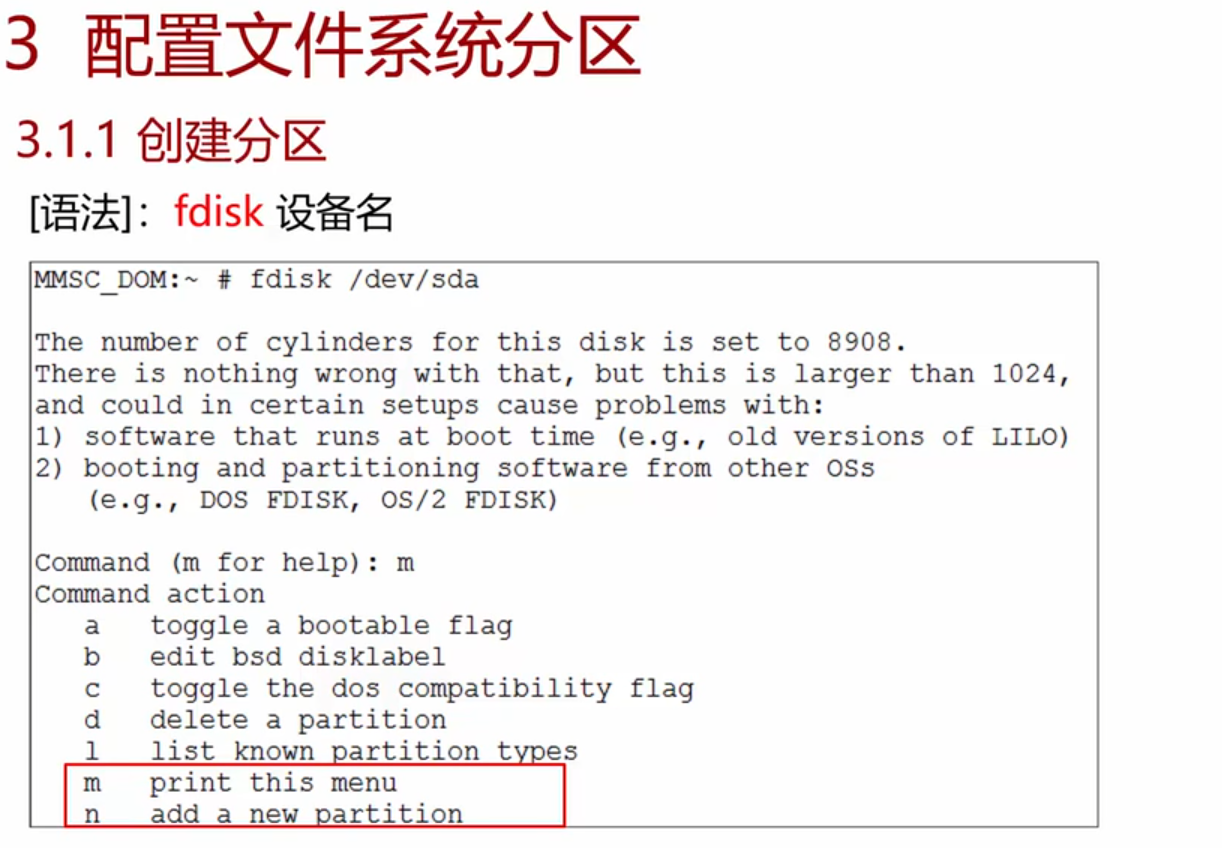 3 配置文件系统分区
3.1.1 创建分区
[语法]：fdisk 设备名
MMSC_DOM:~ # fdisk /dev/sda
The number of cylinders for this disk is set to 8908.
There is nothing wrong with that, but this is larger than 1024,
and could in certain setups cause problems with:
1) software that runs at boot time (e.g., old versions of LILO)
2) booting and partitioning software from other OSs
(e.g., DOS FDISK, OS/2 FDISK)
Command (m for help): m
Command action
a toggle a bootable flag
b edit bsd disklabel
c toggle the dos compatibility flag
d delete a partition
l list known partition types
m print this menu
n add a new partition